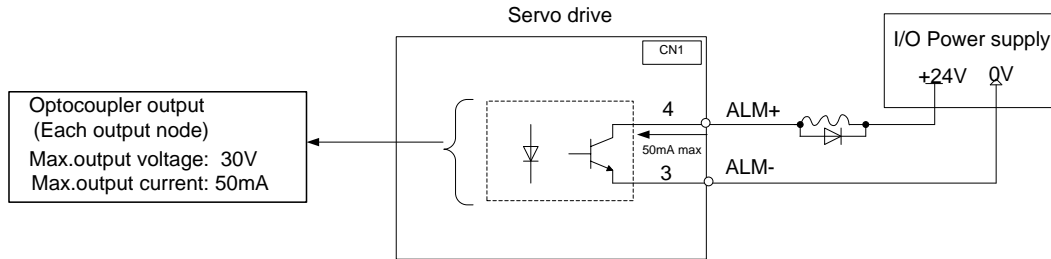 Servo drive
CN1
I/O Power supply
+24V 0V
Optocoupler output
(Each output node)
Max.output voltage: 30V
Max.output current: 50mA
4 ALM+
50mA max
3 ALM-